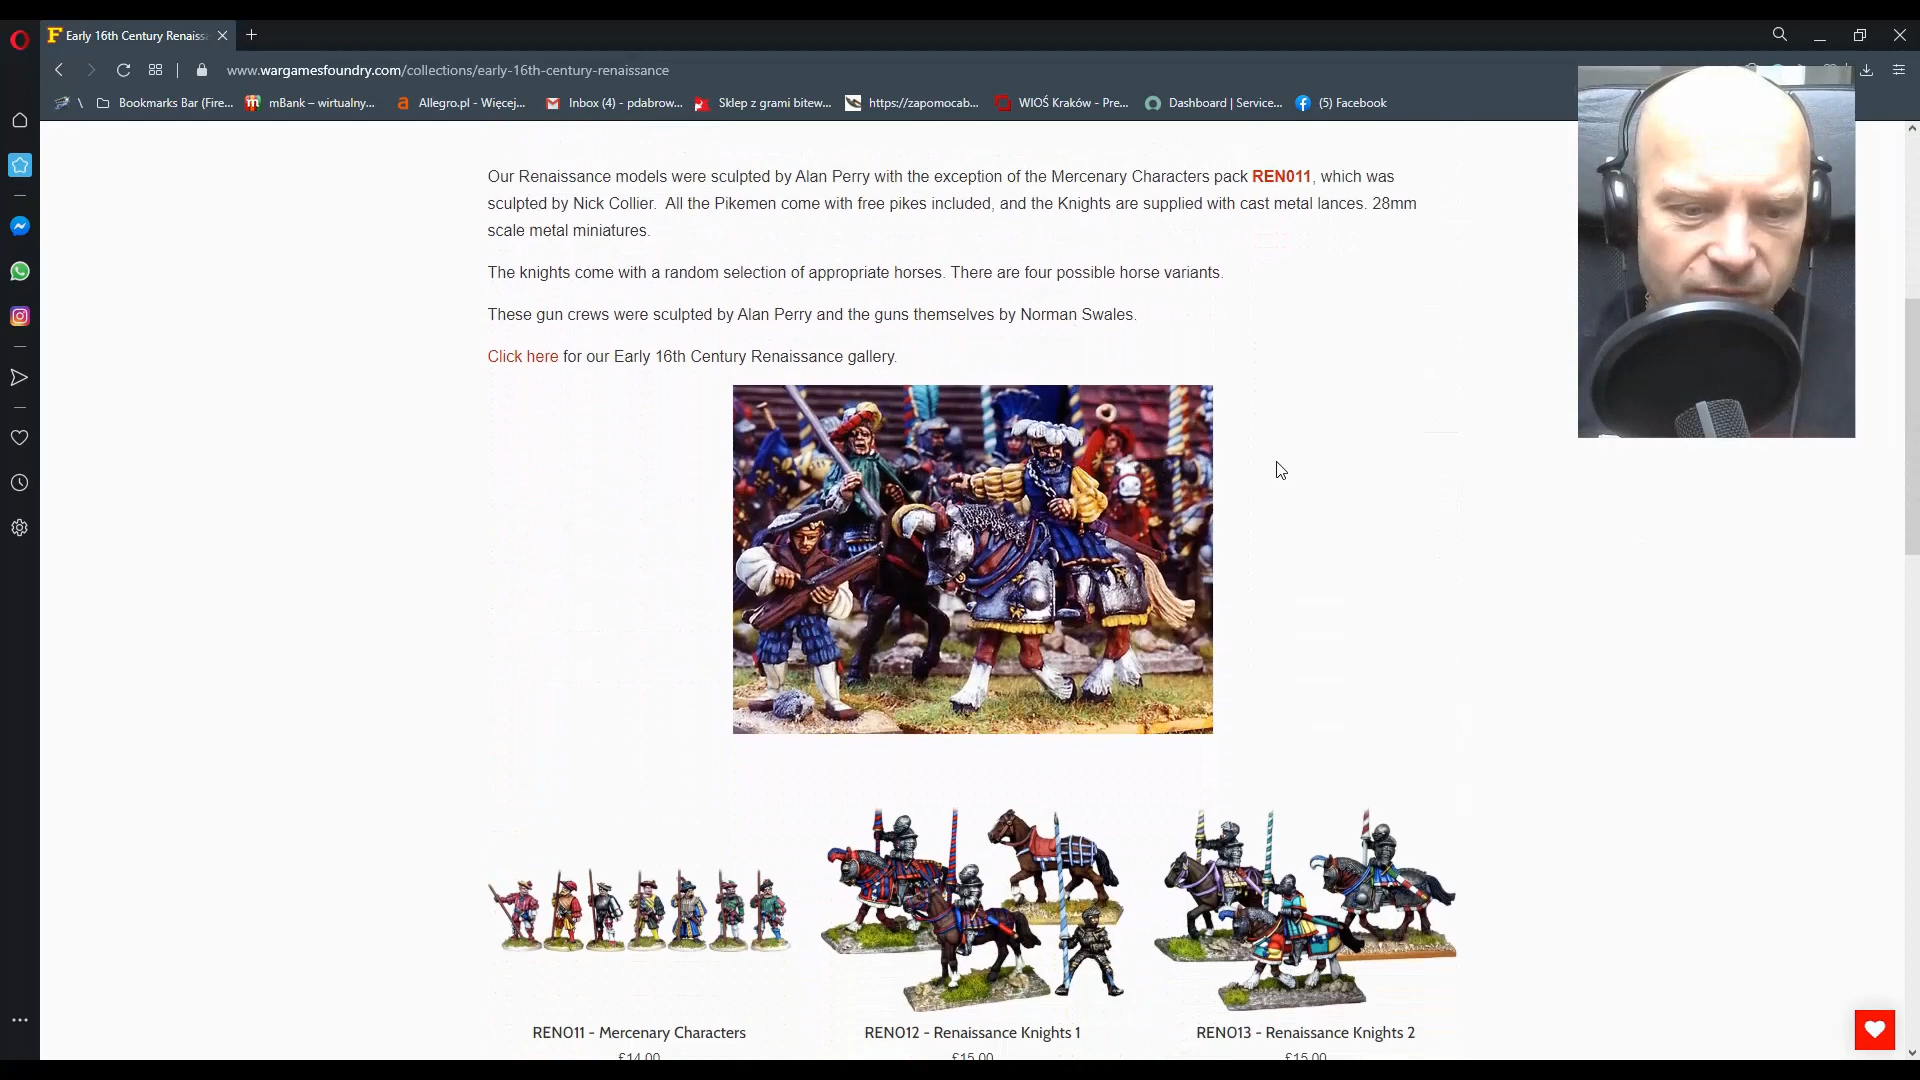 Early 16th Century Renaiss
www.wargamesfoundry.com/collections/early-16th-century-renaissance
\ Bookmarks Bar (Fire... mBank – wirtualny... Allegro.pl - Więcej... Inbox (4) - pdabrow... Sklep z grami bitew... https://zapomocab... WIOŚ Kraków - Pre... Dashboard | Service... (5) Facebook
Our Renaissance models were sculpted by Alan Perry with the exception of the Mercenary Characters pack REN011, which was
sculpted by Nick Collier.  All the Pikemen come with free pikes included, and the Knights are supplied with cast metal lances. 28mm
scale metal miniatures.
The knights come with a random selection of appropriate horses. There are four possible horse variants.
These gun crews were sculpted by Alan Perry and the guns themselves by Norman Swales.
Click here for our Early 16th Century Renaissance gallery.
REN011 - Mercenary Characters
REN012 - Renaissance Knights 1
REN013 - Renaissance Knights 2
£14.00
£15.00
£15.00